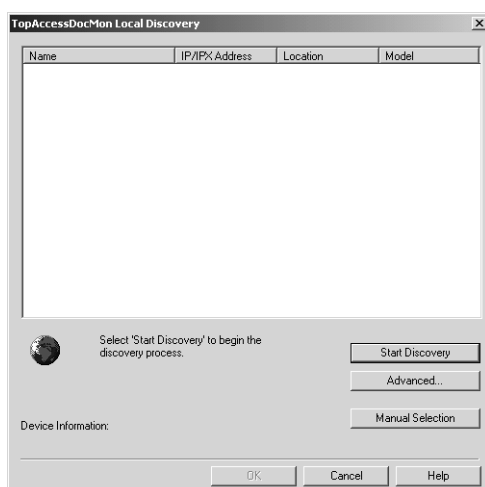 TopAccessDocMon Local Discovery
Name IP/IPX Address Location Model
Select 'Start Discovery' to begin the
discovery process.
Start Discovery
Advanced...
Manual Selection
Device Information:
OK Cancel Help